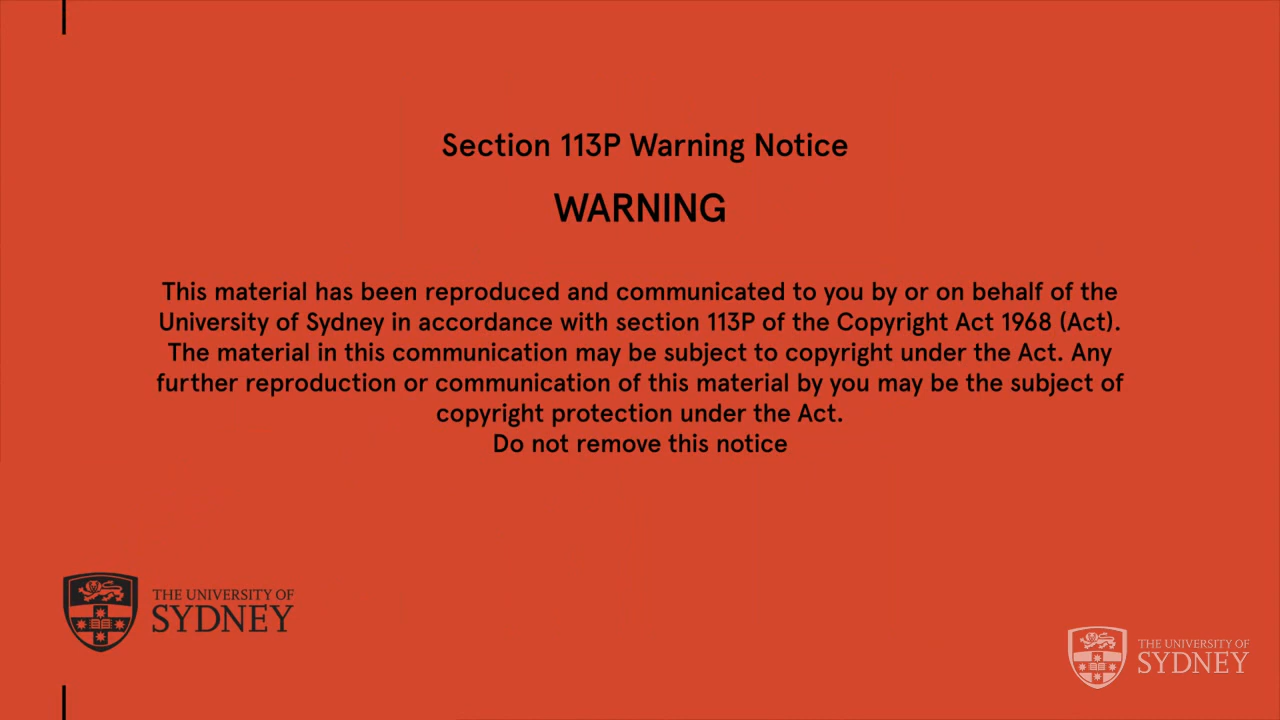 Section 113P Warning Notice
WARNING
This material has been reproduced and communicated to you by or on behalf of the
University of Sydney in accordance with section 113P of the Copyright Act 1968 (Act).
The material in this communication may be subject to copyright under the Act. Any
further reproduction or communication of this material by you may be the subject of
copyright protection under the Act.
Do not remove this notice
THE UNIVERSITY OF
SYDNEY
THE UNIVERSITY OF
SYDNEY